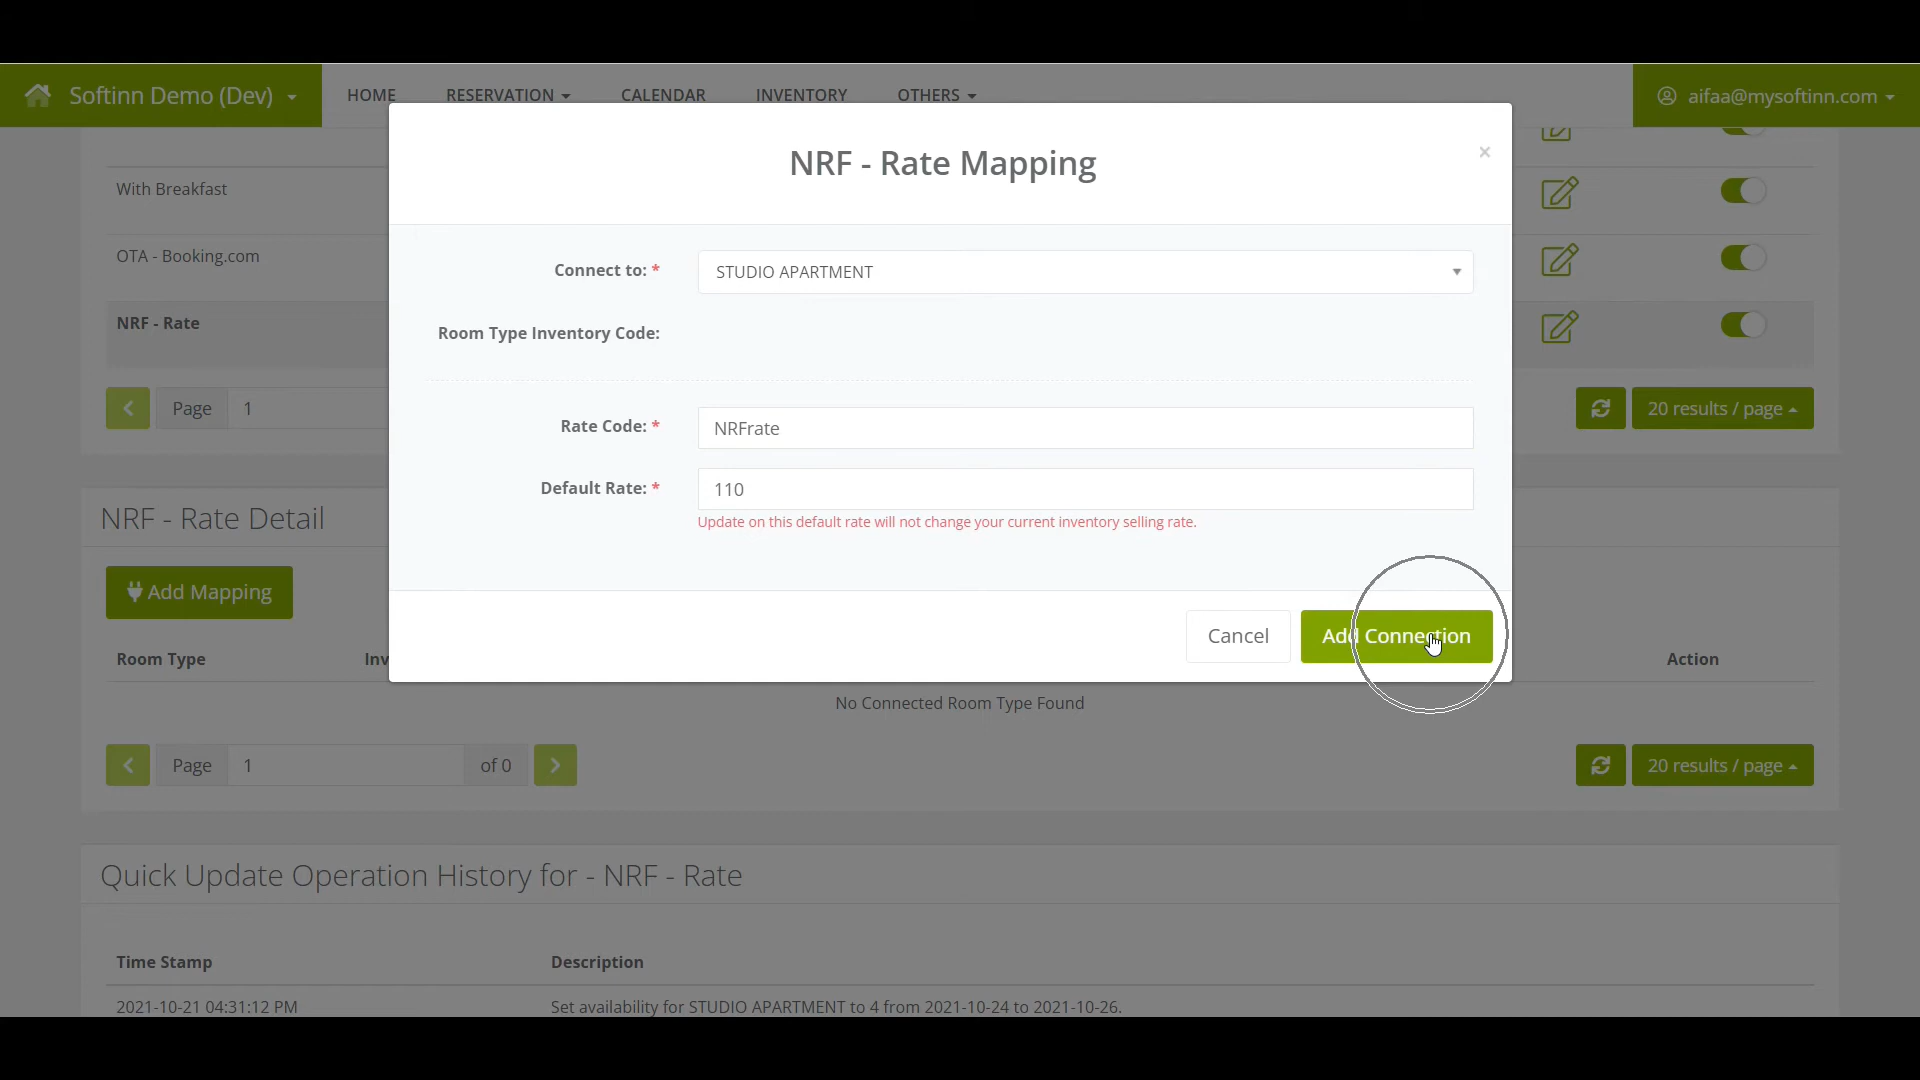 Softinn Demo (Dev) HOME RESERVATION CALENDAR INVENTORY OTHERS aifaa@mysoftinn.com
NRF - Rate Mapping
×
With Breakfast
OTA - Booking.com
NRF - Rate
Connect to: * STUDIO APARTMENT
Room Type Inventory Code:
Rate Code: * NRFrate
Default Rate: * 110
Update on this default rate will not change your current inventory selling rate.
Cancel Add Connection
Page 1 20 results / page
NRF - Rate Detail
Add Mapping
Room Type Inv Action
No Connected Room Type Found
Page 1 of 0 20 results / page
Quick Update Operation History for - NRF - Rate
Time Stamp Description
2021-10-21 04:31:12 PM Set availability for STUDIO APARTMENT to 4 from 2021-10-24 to 2021-10-26.